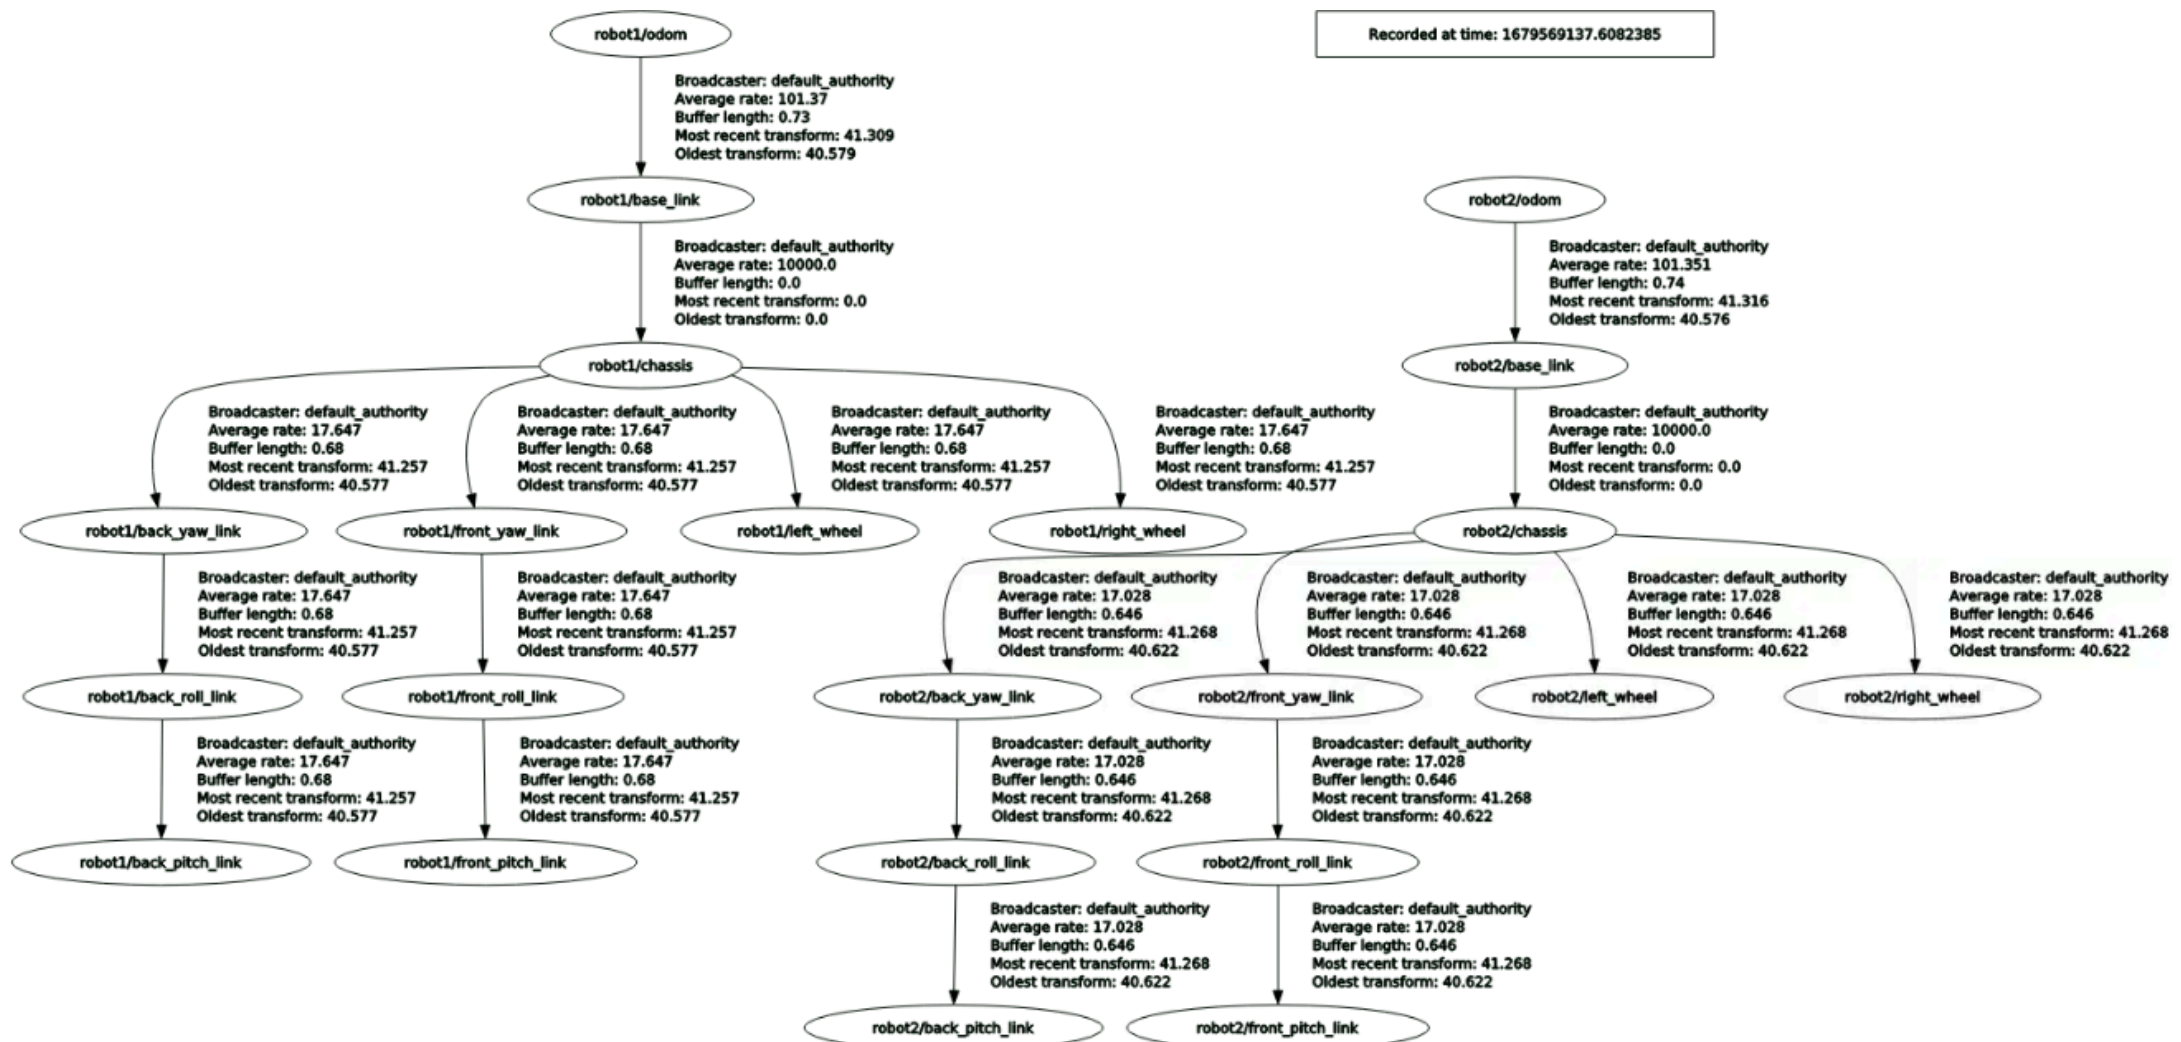 robot1/odom
Recorded at time: 1679569137.6082385
Broadcaster: default_authority
Average rate: 101.37
Buffer length: 0.73
Most recent transform: 41.309
Oldest transform: 40.579
robot1/base_link
robot2/odom
Broadcaster: default_authority
Average rate: 10000.0
Buffer length: 0.0
Most recent transform: 0.0
Oldest transform: 0.0
Broadcaster: default_authority
Average rate: 101.351
Buffer length: 0.74
Most recent transform: 41.316
Oldest transform: 40.576
robot1/chassis
robot2/base_link
Broadcaster: default_authority
Average rate: 17.647
Buffer length: 0.68
Most recent transform: 41.257
Oldest transform: 40.577
Broadcaster: default_authority
Average rate: 17.647
Buffer length: 0.68
Most recent transform: 41.257
Oldest transform: 40.577
Broadcaster: default_authority
Average rate: 17.647
Buffer length: 0.68
Most recent transform: 41.257
Oldest transform: 40.577
Broadcaster: default_authority
Average rate: 17.647
Buffer length: 0.68
Most recent transform: 41.257
Oldest transform: 40.577
Broadcaster: default_authority
Average rate: 10000.0
Buffer length: 0.0
Most recent transform: 0.0
Oldest transform: 0.0
robot1/back_yaw_link
robot1/front_yaw_link
robot1/left_wheel
robot1/right_wheel
robot2/chassis
Broadcaster: default_authority
Average rate: 17.647
Buffer length: 0.68
Most recent transform: 41.257
Oldest transform: 40.577
Broadcaster: default_authority
Average rate: 17.647
Buffer length: 0.68
Most recent transform: 41.257
Oldest transform: 40.577
Broadcaster: default_authority
Average rate: 17.028
Buffer length: 0.646
Most recent transform: 41.268
Oldest transform: 40.622
Broadcaster: default_authority
Average rate: 17.028
Buffer length: 0.646
Most recent transform: 41.268
Oldest transform: 40.622
Broadcaster: default_authority
Average rate: 17.028
Buffer length: 0.646
Most recent transform: 41.268
Oldest transform: 40.622
Broadcaster: default_authority
Average rate: 17.028
Buffer length: 0.646
Most recent transform: 41.268
Oldest transform: 40.622
robot1/back_roll_link
robot1/front_roll_link
robot2/back_yaw_link
robot2/front_yaw_link
robot2/left_wheel
robot2/right_wheel
Broadcaster: default_authority
Average rate: 17.647
Buffer length: 0.68
Most recent transform: 41.257
Oldest transform: 40.577
Broadcaster: default_authority
Average rate: 17.647
Buffer length: 0.68
Most recent transform: 41.257
Oldest transform: 40.577
Broadcaster: default_authority
Average rate: 17.028
Buffer length: 0.646
Most recent transform: 41.268
Oldest transform: 40.622
Broadcaster: default_authority
Average rate: 17.028
Buffer length: 0.646
Most recent transform: 41.268
Oldest transform: 40.622
robot1/back_pitch_link
robot1/front_pitch_link
robot2/back_roll_link
robot2/front_roll_link
Broadcaster: default_authority
Average rate: 17.028
Buffer length: 0.646
Most recent transform: 41.268
Oldest transform: 40.622
Broadcaster: default_authority
Average rate: 17.028
Buffer length: 0.646
Most recent transform: 41.268
Oldest transform: 40.622
robot2/back_pitch_link
robot2/front_pitch_link